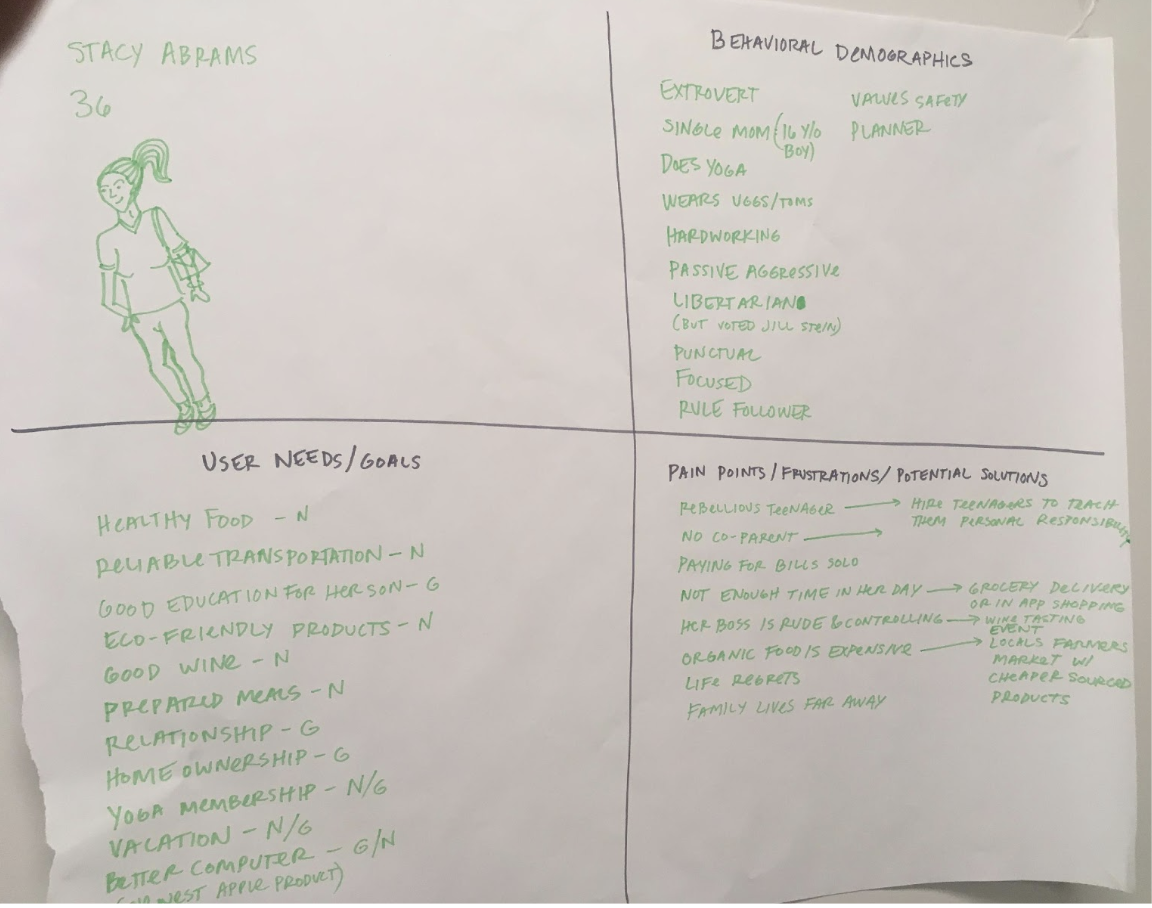 STACY ABRAMS
36
BEHAVIORAL DEMOGRAPHICS
EXTROVERT
SINGLE MOM (16 Y/O
BOY)
DOES YOGA
WEARS UGGS/TOMS
HARDWORKING
PASSIVE AGGRESSIVE
LIBERTARIAN
(BUT VOTED JILL STEIN)
PUNCTUAL
FOCUSED
RULE FOLLOWER
VALUES SAFETY
PLANNER
USER NEEDS/GOALS
HEALTHY FOOD - N
RELIABLE TRANSPORTATION - N
GOOD EDUCATION FOR HER SON - G
ECO-FRIENDLY PRODUCTS - N
GOOD WINE - N
PREPARED MEALS - N
RELATIONSHIP - G
HOME OWNERSHIP - G
YOGA MEMBERSHIP - N/G
VACATION - N/G
BETTER COMPUTER - G/N
APPLE PRODUCT)
PAIN POINTS/FRUSTRATIONS/POTENTIAL SOLUTIONS
REBELLIOUS TEENAGER → HIRE TEENAGERS TO TEACH
THEM PERSONAL RESPONSIBILITY
NO CO-PARENT →
PAYING FOR BILLS SOLO
NOT ENOUGH TIME IN HER DAY → GROCERY DELIVERY
OR IN APP SHOPPING
HER BOSS IS RUDE & CONTROLLING → WINE TASTING
EVENT
ORGANIC FOOD IS EXPENSIVE → LOCALS FARMERS
MARKET W/
CHEAPER SOURCED
PRODUCTS
LIFE REGRETS
FAMILY LIVES FAR AWAY